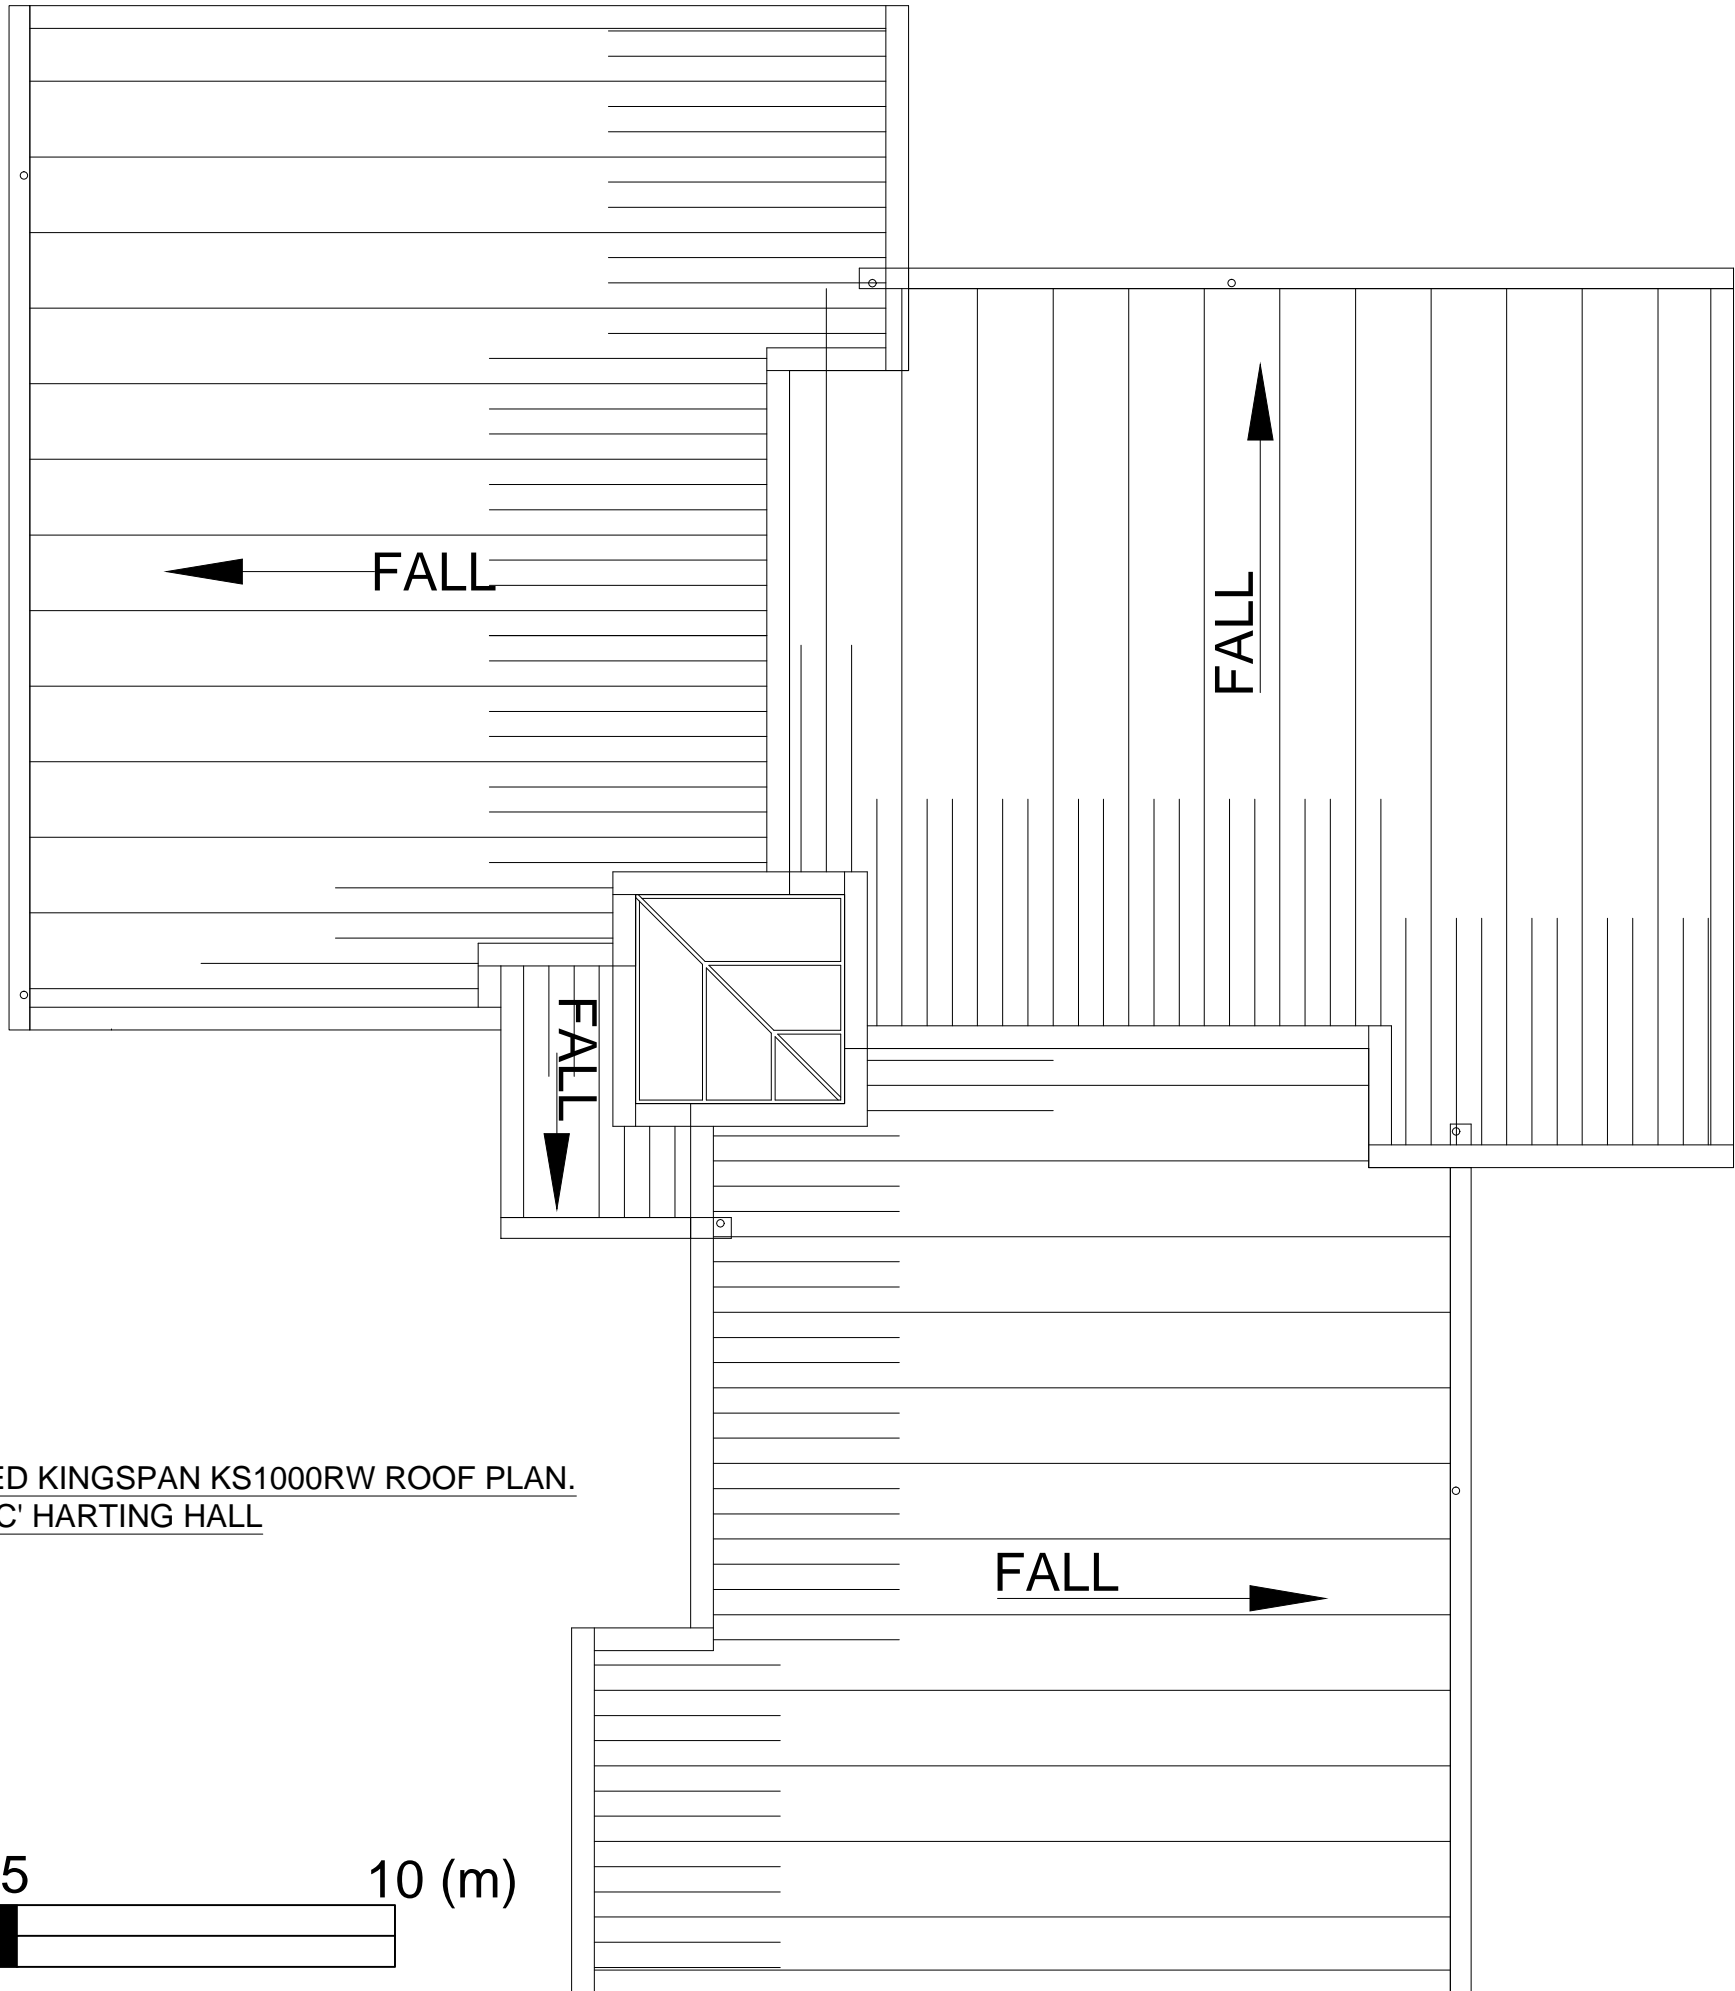 FALL
FALL
FALL
ED KINGSPAN KS1000RW ROOF PLAN.
C' HARTING HALL
FALL
5
10 (m)